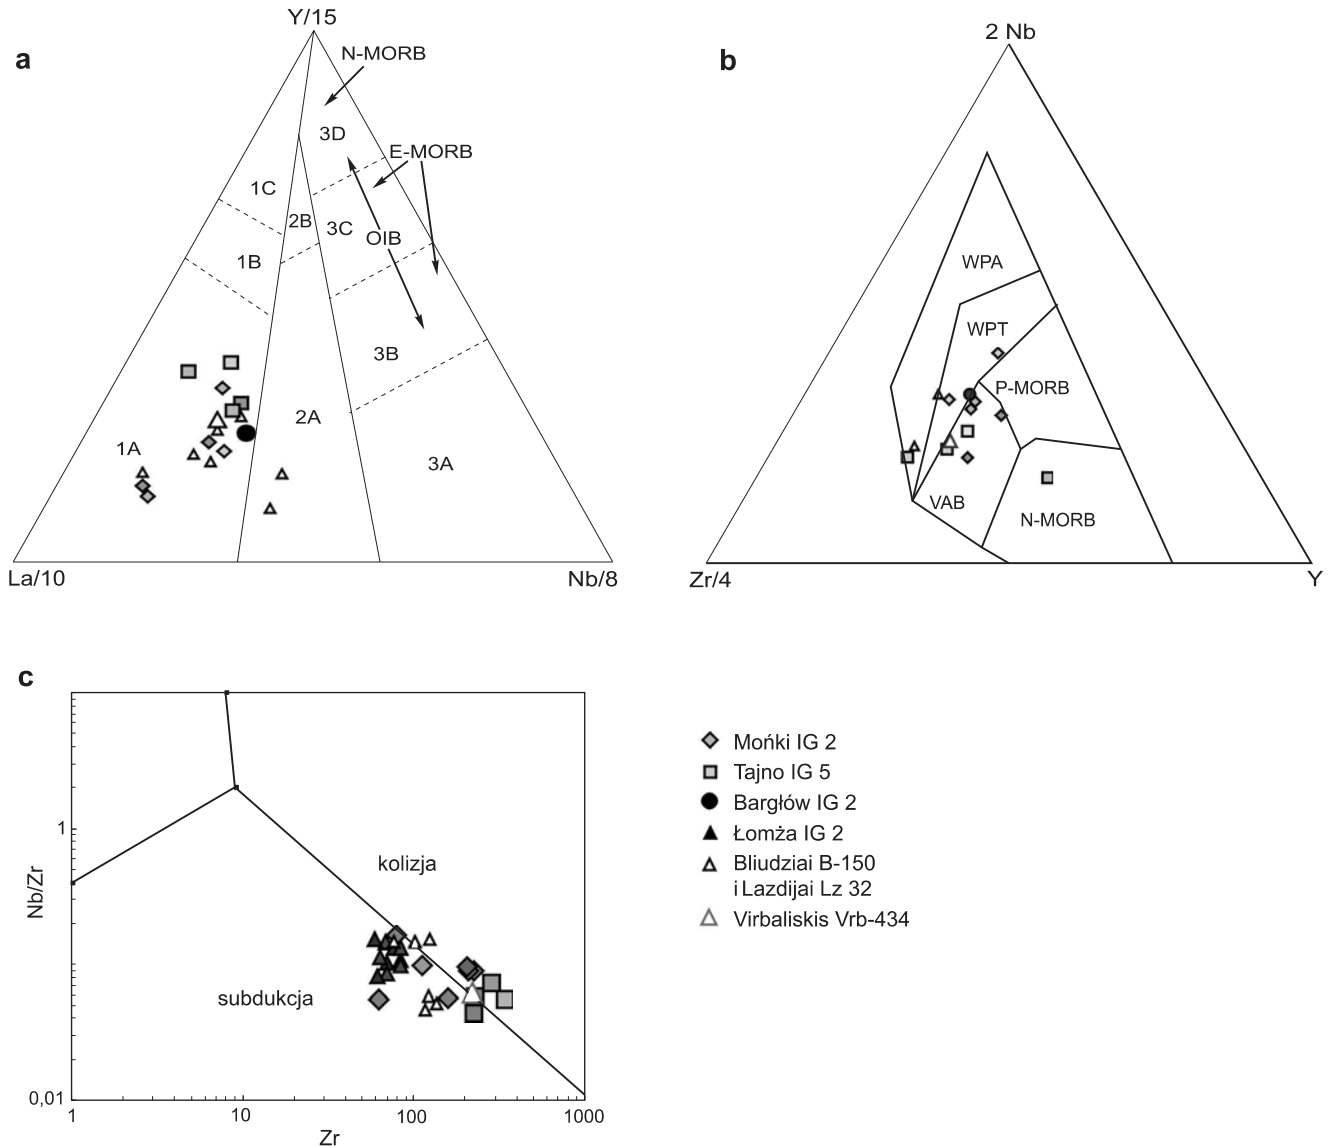 a
Y/15
N-MORB
3D
E-MORB
1C
2B
3C
OIB
1B
3B
2A
1A
3A
La/10
Nb/8
b
2 Nb
WPA
WPT
P-MORB
VAB
N-MORB
Zr/4
Y
c
Nb/Zr
1
0,01
kolizja
subdukcja
1
10
100
1000
Zr
Mońki IG 2
Tajno IG 5
Bargłów IG 2
Łomża IG 2
Bliudziai B-150
i Lazdijai Lz 32
Virbaliskis Vrb-434